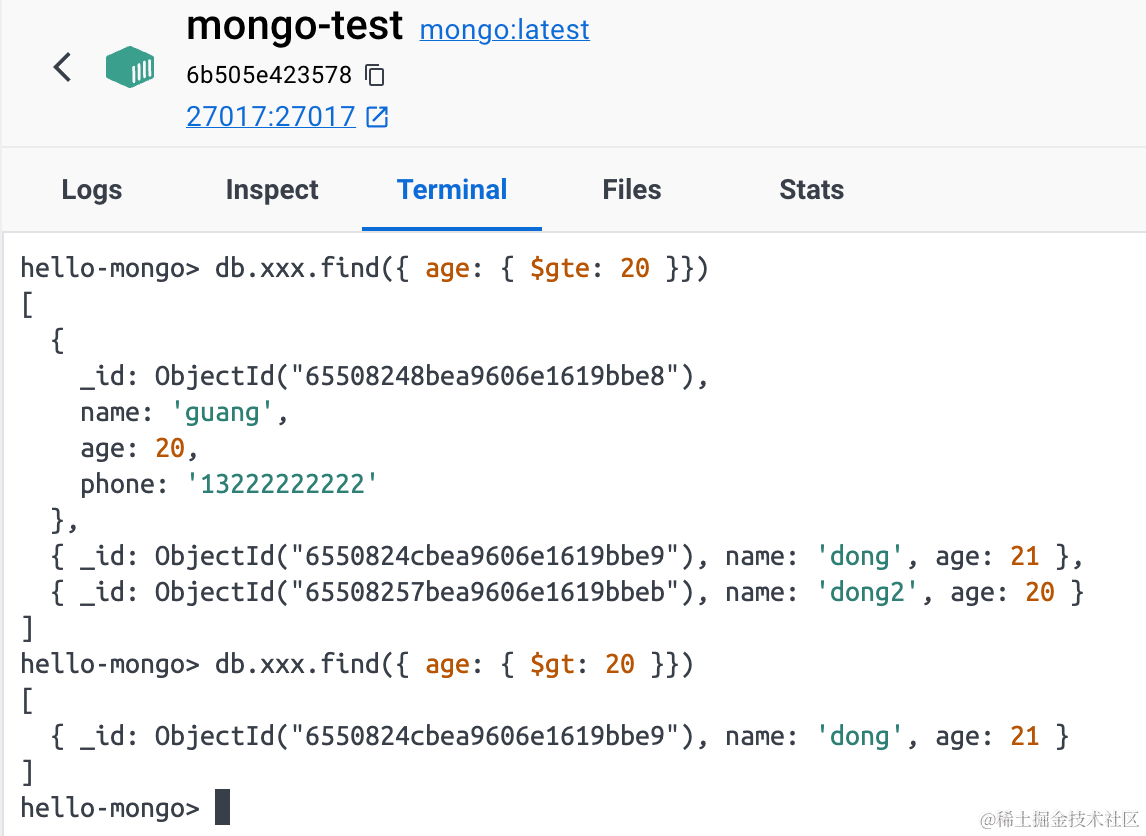 mongo-test mongo:latest
6b505e423578
27017:27017
Logs Inspect Terminal Files Stats
hello-mongo> db.xxx.find({ age: { $gte: 20 }})
[
  {
    _id: ObjectId("65508248bea9606e1619bbe8"),
    name: 'guang',
    age: 20,
    phone: '13222222222'
  },
  { _id: ObjectId("6550824cbea9606e1619bbe9"), name: 'dong', age: 21 },
  { _id: ObjectId("65508257bea9606e1619bbeb"), name: 'dong2', age: 20 }
]
hello-mongo> db.xxx.find({ age: { $gt: 20 }})
[
  { _id: ObjectId("6550824cbea9606e1619bbe9"), name: 'dong', age: 21 }
]
hello-mongo>
@稀土掘金技术社区